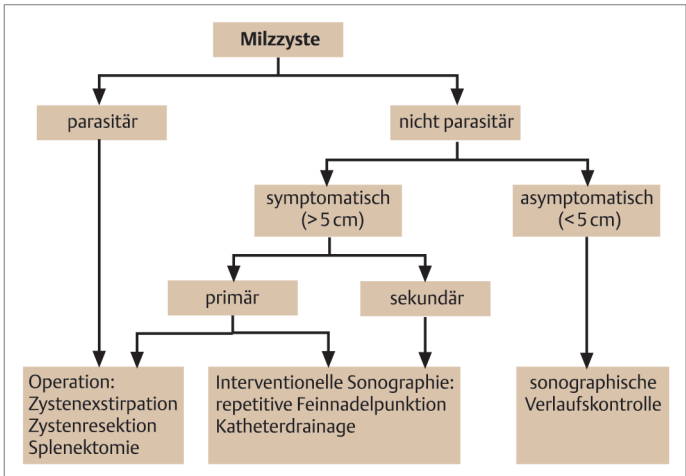 Milzzyste
parasitär
nicht parasitär
symptomatisch
(> 5 cm)
asymptomatisch
(< 5 cm)
primär
sekundär
Operation:
Zystenexstirpation
Zystenresektion
Splenektomie
Interventionelle Sonographie:
repetitive Feinnadelpunktion
Katheterdrainage
sonographische
Verlaufskontrolle